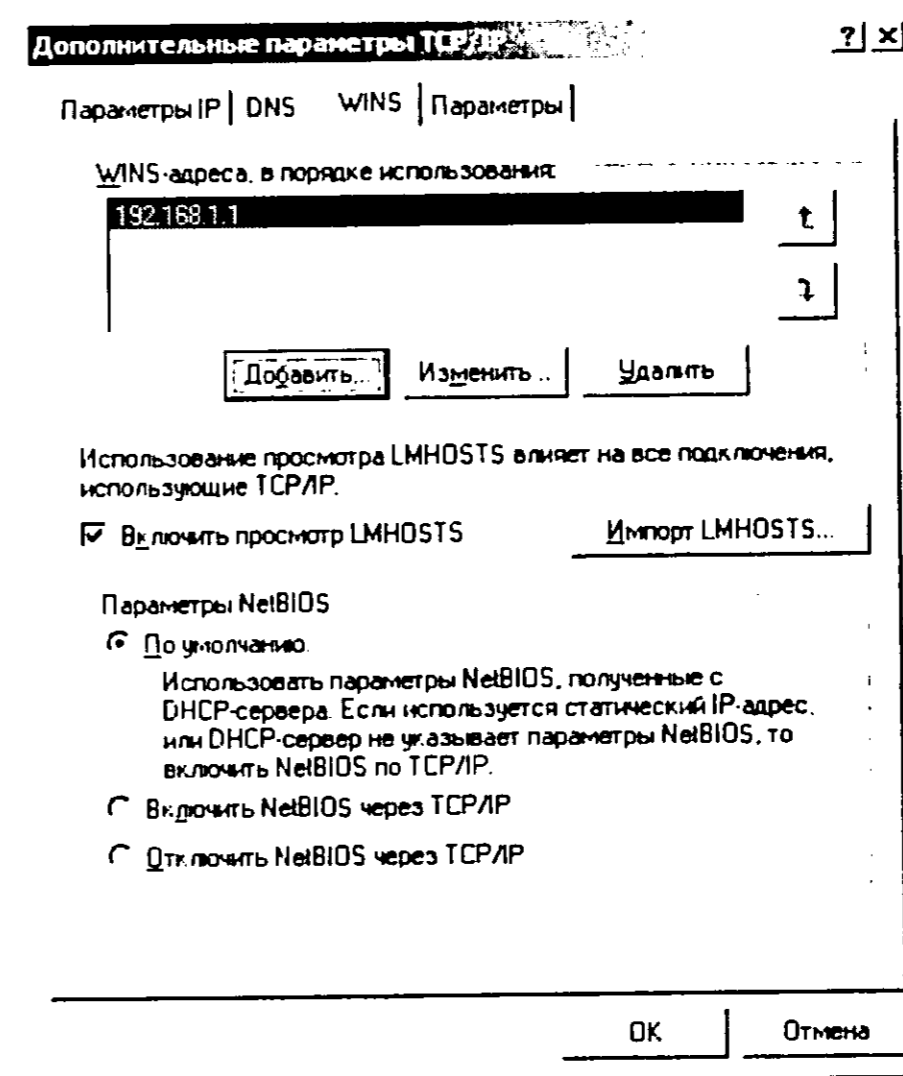 Дополнительные параметры TCP/IP
? ×
Параметры IP DNS WINS Параметры
WINS-адреса, в порядке использования:
192.168.1.1
Добавить...
Изменить...
Удалить
Использование просмотра LMHOSTS влияет на все подключения,
использующие TCP/IP.
Включить просмотр LMHOSTS
Импорт LMHOSTS...
Параметры NetBIOS
По умолчанию.
Использовать параметры NetBIOS, полученные с
DHCP-сервера. Если используется статический IP-адрес,
или DHCP-сервер не указывает параметры NetBIOS, то
включить NetBIOS по TCP/IP.
Включить NetBIOS через TCP/IP
Отключить NetBIOS через TCP/IP
OK
Отмена